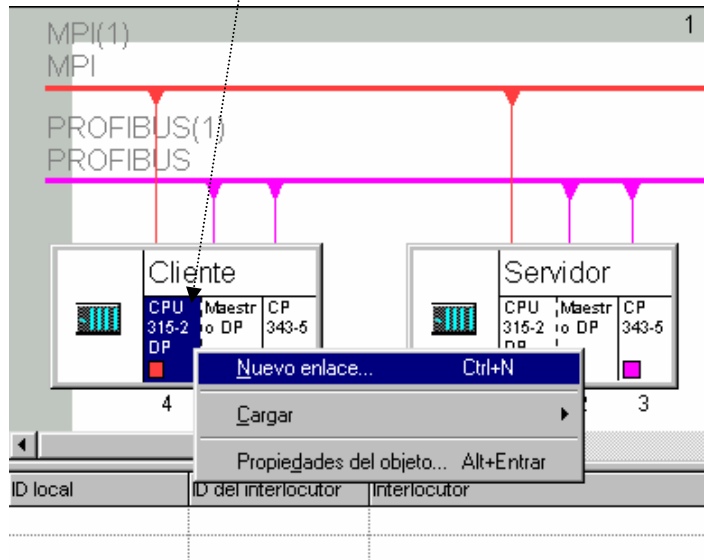 1
MPI(1)
MPI
PROFIBUS(1)
PROFIBUS
Cliente
CPU
315-2
DP
Maestr
o DP
CP
343-5
4
Servidor
CPU
315-2
DP
Maestr
o DP
CP
343-5
3
Nuevo enlace... Ctrl+N
Cargar
Propiedades del objeto... Alt+Entrar
ID local
ID del interlocutor
Interlocutor